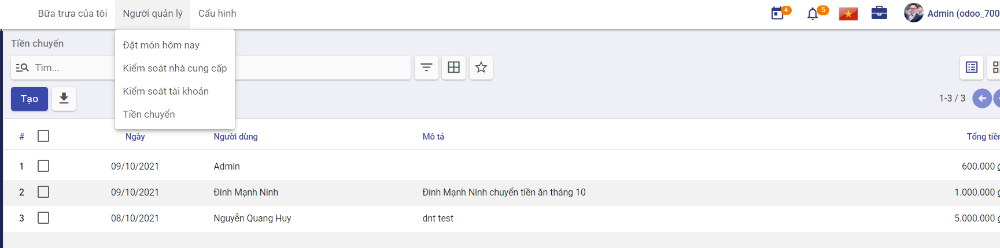 Bữa trưa của tôi Người quản lý Cấu hình 4 5 Admin (odoo_700
Tiền chuyển
Đặt món hôm nay
Tìm...
Kiểm soát nhà cung cấp
Kiểm soát tài khoản
Tạo
1-3 / 3
Tiền chuyển
# Ngày Người dùng Mô tả Tổng tiền
1 09/10/2021 Admin 600.000 ₫
2 09/10/2021 Đinh Mạnh Ninh Đinh Mạnh Ninh chuyển tiền ăn tháng 10 1.000.000 ₫
3 08/10/2021 Nguyễn Quang Huy dnt test 5.000.000 ₫